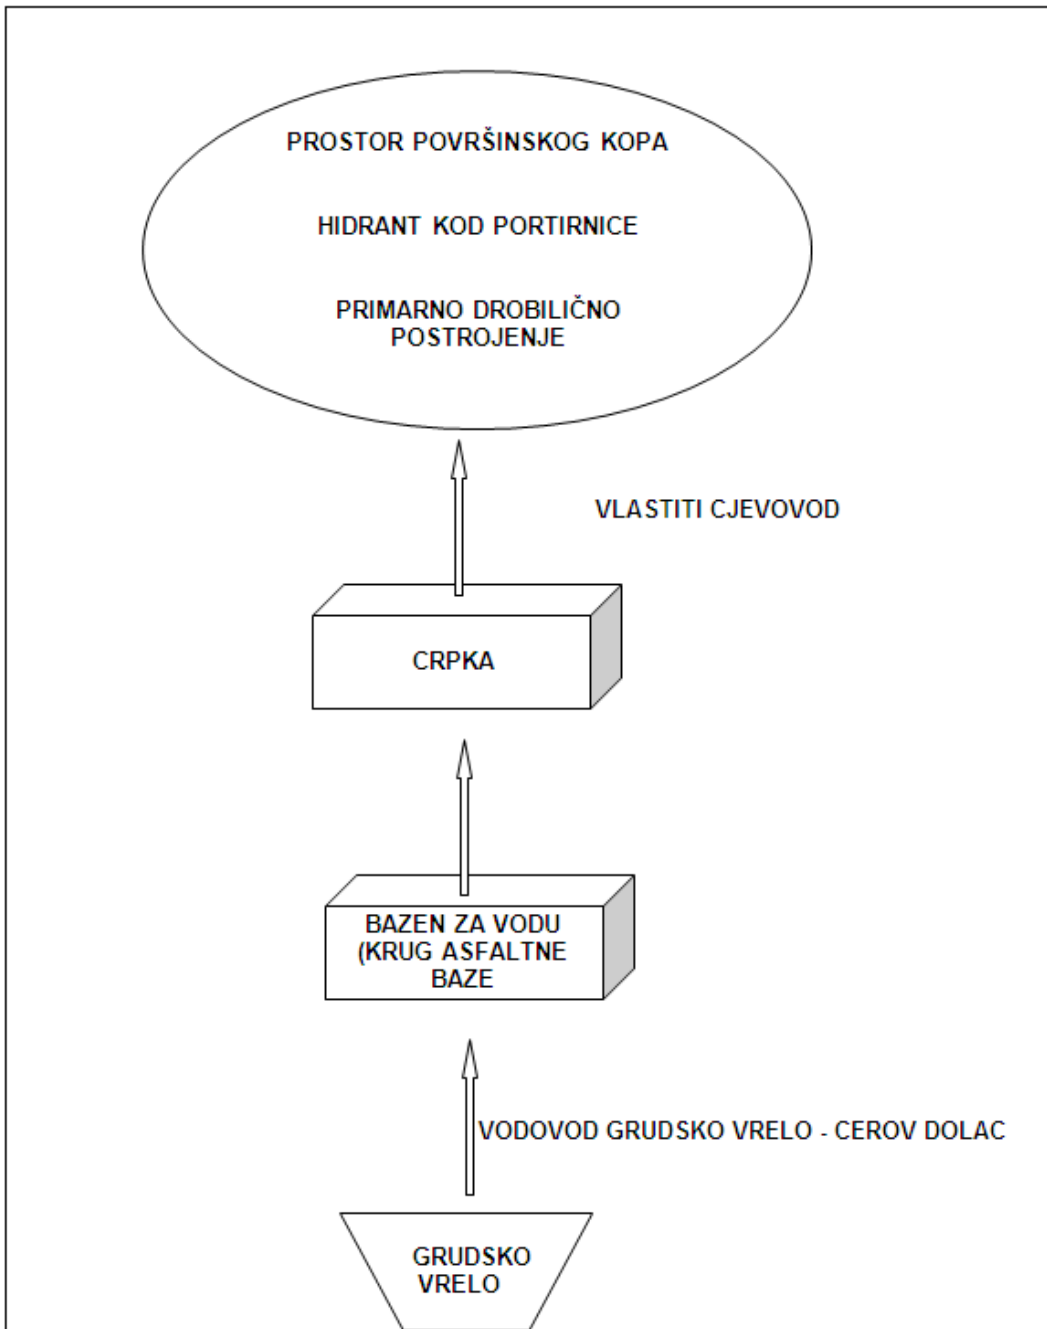 PROSTOR POVRŠINSKOG KOPA
HIDRANT KOD PORTIRNICE
PRIMARNO DROBILIČNO
POSTROJENJE
VLASTITI CJEVOVOD
CRPKA
BAZEN ZA VODU
(KRUG ASFALTNE
BAZE
VODOVOD GRUDSKO VRELO - CEROV DOLAC
GRUDSKO
VRELO